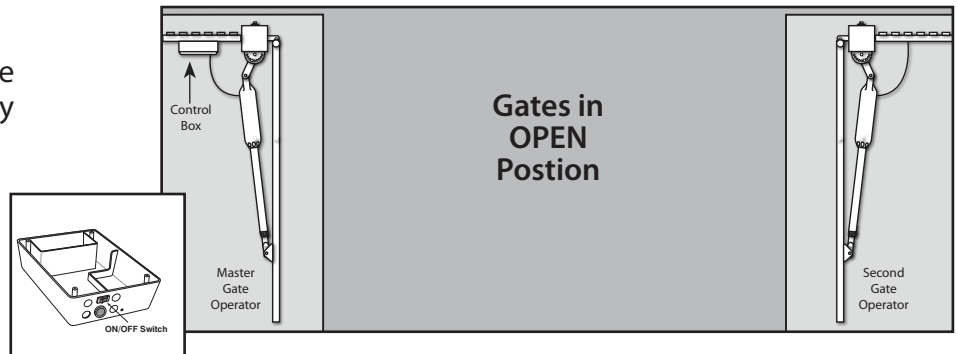 e
y
Control
Box
Gates in
OPEN
Postion
Master
Gate
Operator
Second
Gate
Operator
ON/OFF Switch